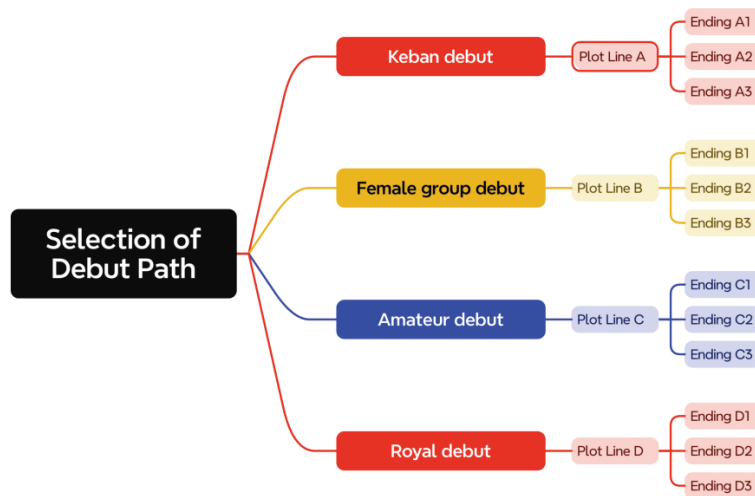 Selection of
Debut Path
Keban debut
Plot Line A
Ending A1
Ending A2
Ending A3
Female group debut
Plot Line B
Ending B1
Ending B2
Ending B3
Amateur debut
Plot Line C
Ending C1
Ending C2
Ending C3
Royal debut
Plot Line D
Ending D1
Ending D2
Ending D3